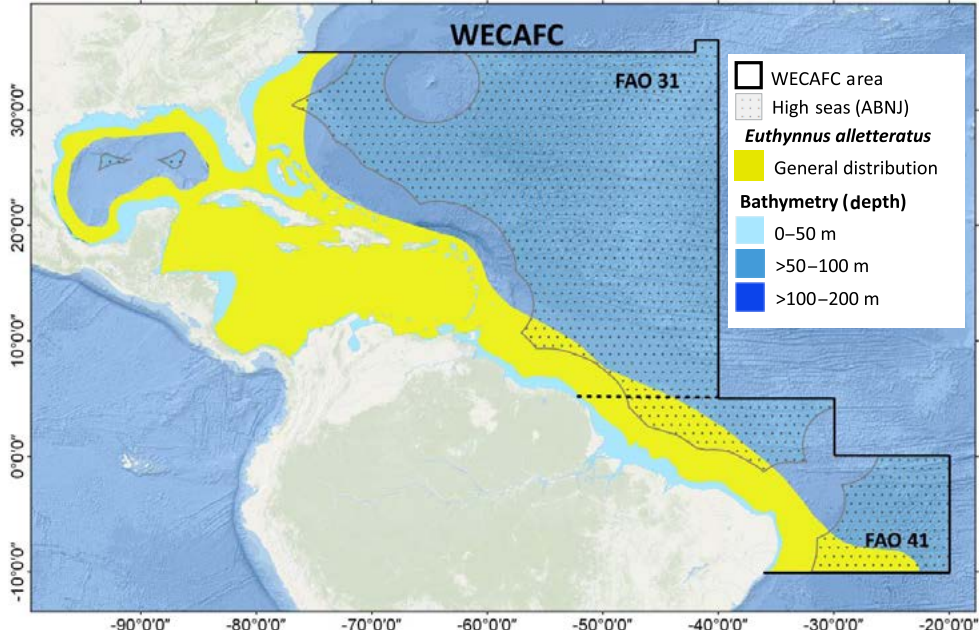 WECAFC
FAO 31
WECAFC area
High seas (ABNJ)
Euthynnus alletteratus
General distribution
Bathymetry (depth)
0–50 m
>50–100 m
>100–200 m
FAO 41
30°0'0"
20°0'0"
10°0'0"
0°0'0"
-10°0'0"
-90°0'0" -80°0'0" -70°0'0" -60°0'0" -50°0'0" -40°0'0" -30°0'0" -20°0'0"